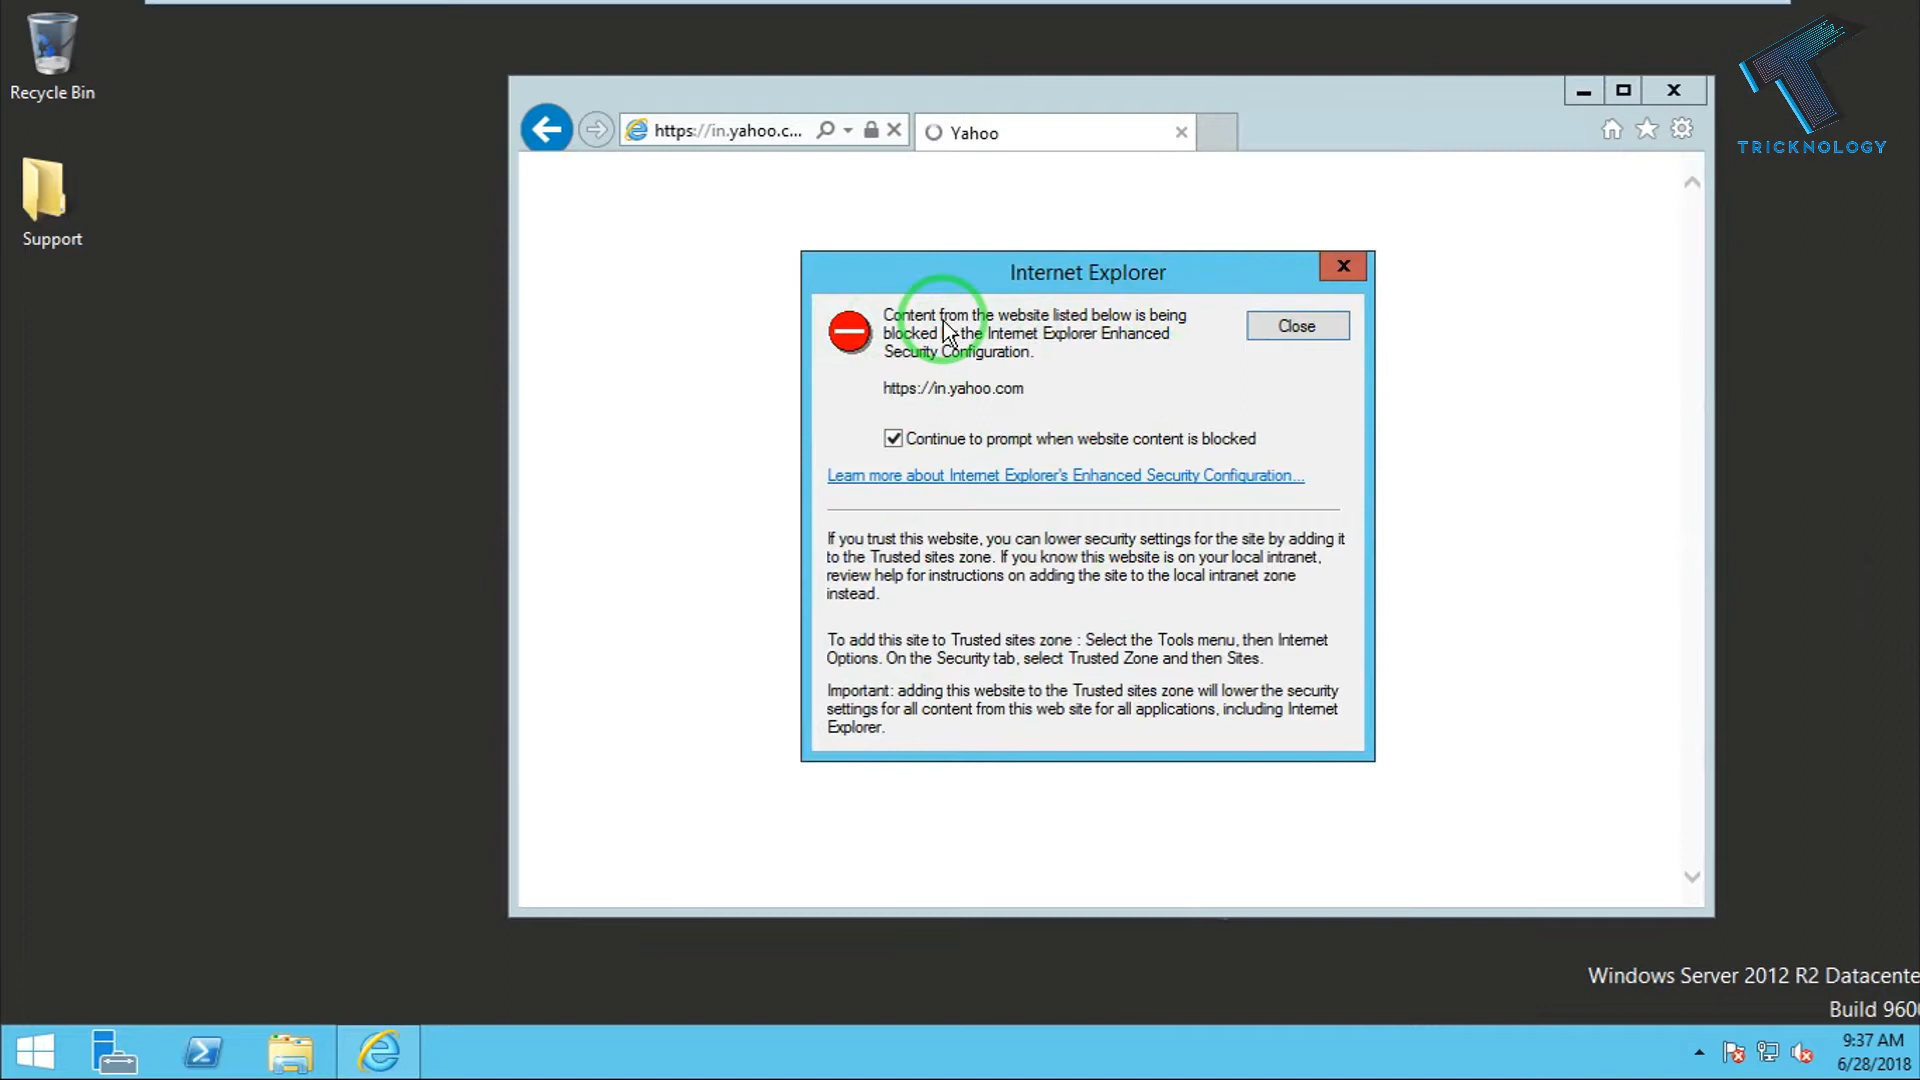 Recycle Bin
Support
https://in.yahoo.c...
Yahoo
TRICKNOLOGY
Internet Explorer
Content from the website listed below is being
blocked the Internet Explorer Enhanced
Security Configuration.
Close
https://in.yahoo.com
Continue to prompt when website content is blocked
Learn more about Internet Explorer's Enhanced Security Configuration...
If you trust this website, you can lower security settings for the site by adding it
to the Trusted sites zone. If you know this website is on your local intranet,
review help for instructions on adding the site to the local intranet zone
instead.
To add this site to Trusted sites zone : Select the Tools menu, then Internet
Options. On the Security tab, select Trusted Zone and then Sites.
Important: adding this website to the Trusted sites zone will lower the security
settings for all content from this web site for all applications, including Internet
Explorer.
Windows Server 2012 R2 Datacente
Build 960
9:37 AM
6/28/2018